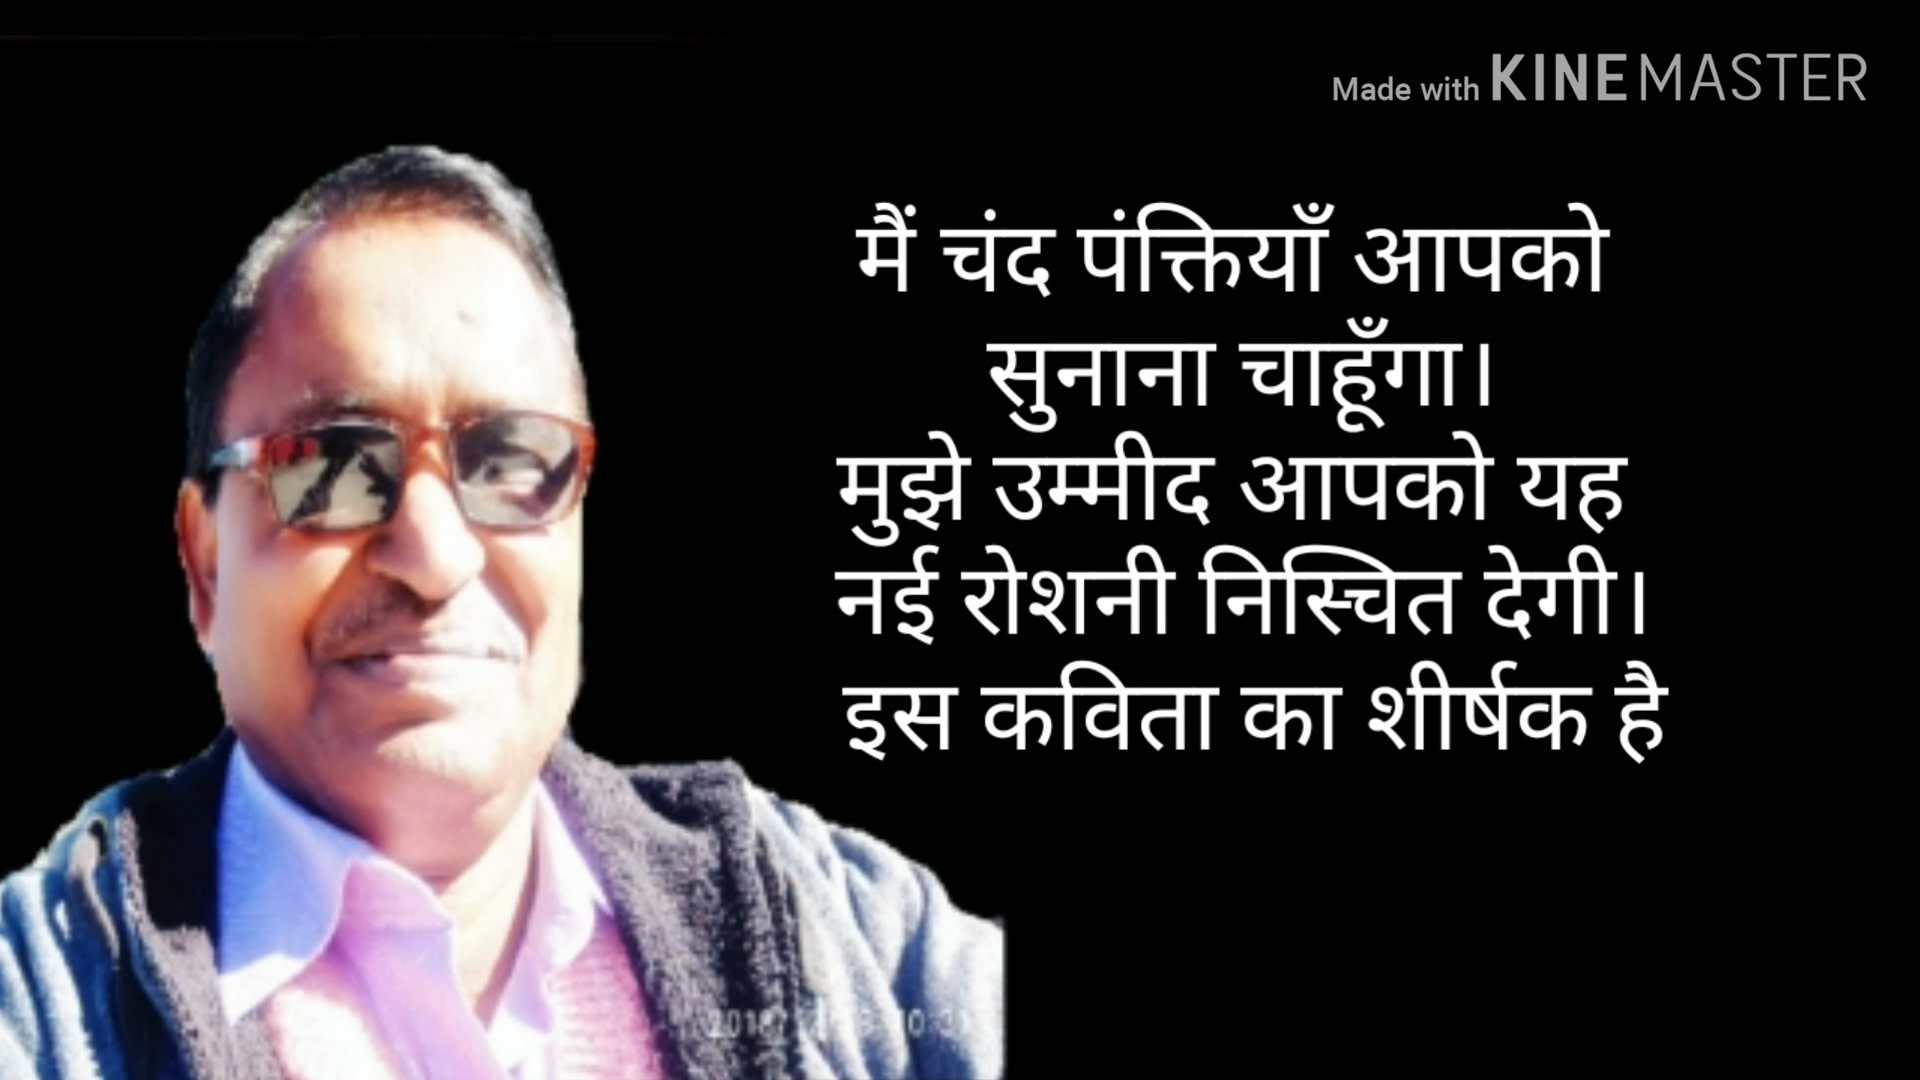 Made with KINEMASTER
मैं चंद पंक्तियाँ आपको
सुनाना चाहूँगा।
मुझे उम्मीद आपको यह
नई रोशनी निस्चित देगी।
इस कविता का शीर्षक है